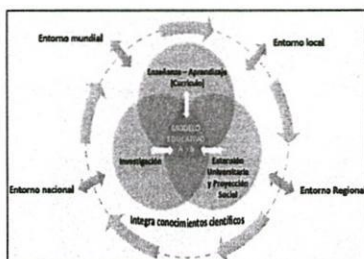 Entorno mundial
Entorno local
Enseñanza – Aprendizaje
(Currículo)
MODELO
EDUCATIVO
Investigación
Extensión
Universitaria
y Proyección
Social
Entorno nacional
Entorno Regional
Integra conocimientos científicos